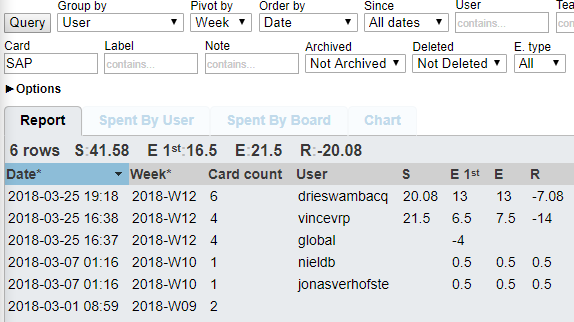 Group by Pivot by Order by Since User Tea
Query User Week Date All dates contains...
Card Label Note Archived Deleted E. type
SAP contains... contains... Not Archived Not Deleted All
Options
Report Spent By User Spent By Board Chart
6 rows S:41.58 E 1st:16.5 E:21.5 R:-20.08
Date* Week* Card count User S E 1st E R
2018-03-25 19:18 2018-W12 6 drieswambacq 20.08 13 13 -7.08
2018-03-25 16:38 2018-W12 4 vincevrp 21.5 6.5 7.5 -14
2018-03-25 16:37 2018-W12 4 global -4
2018-03-07 01:16 2018-W10 1 nieldb 0.5 0.5 0.5
2018-03-07 01:16 2018-W10 1 jonasverhofste 0.5 0.5 0.5
2018-03-01 08:59 2018-W09 2